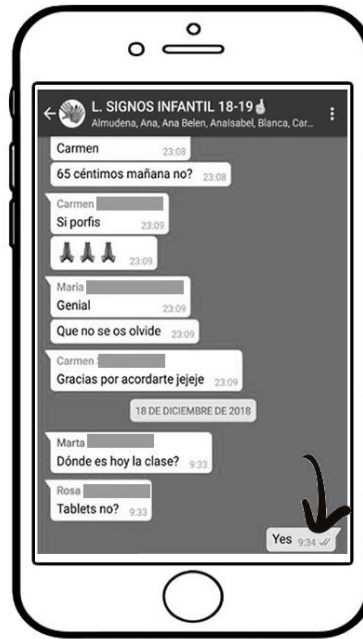 L. SIGNOS INFANTIL 18-19
Almudena, Ana, Ana Belen, AnaIsabel, Blanca, Car...
Carmen
23:08
65 céntimos mañana no? 23:08
Carmen
Si porfis 23:09
23:09
Maria
Genial 23:09
Que no se os olvide 23:09
Carmen
Gracias por acordarte jejeje 23:09
18 DE DICIEMBRE DE 2018
Marta
Dónde es hoy la clase? 9:33
Rosa
Tablets no? 9:33
Yes 9:34